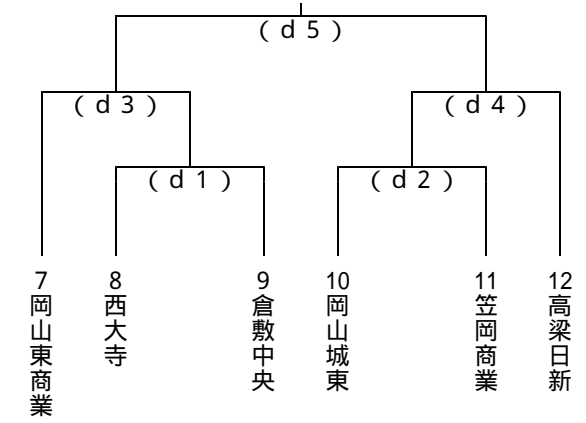 (d5)
(d3)
(d4)
(d1)
(d2)
7
岡山東商業
8
西大寺
9
倉敷中央
10
岡山城東
11
笠岡商業
12
高梁日新